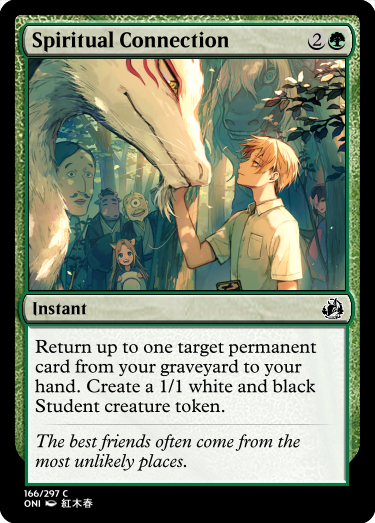 Spiritual Connection 2
Instant
Return up to one target permanent
card from your graveyard to your
hand. Create a 1/1 white and black
Student creature token.
The best friends often come from the
most unlikely places.
166/297 C
ONI 紅木春